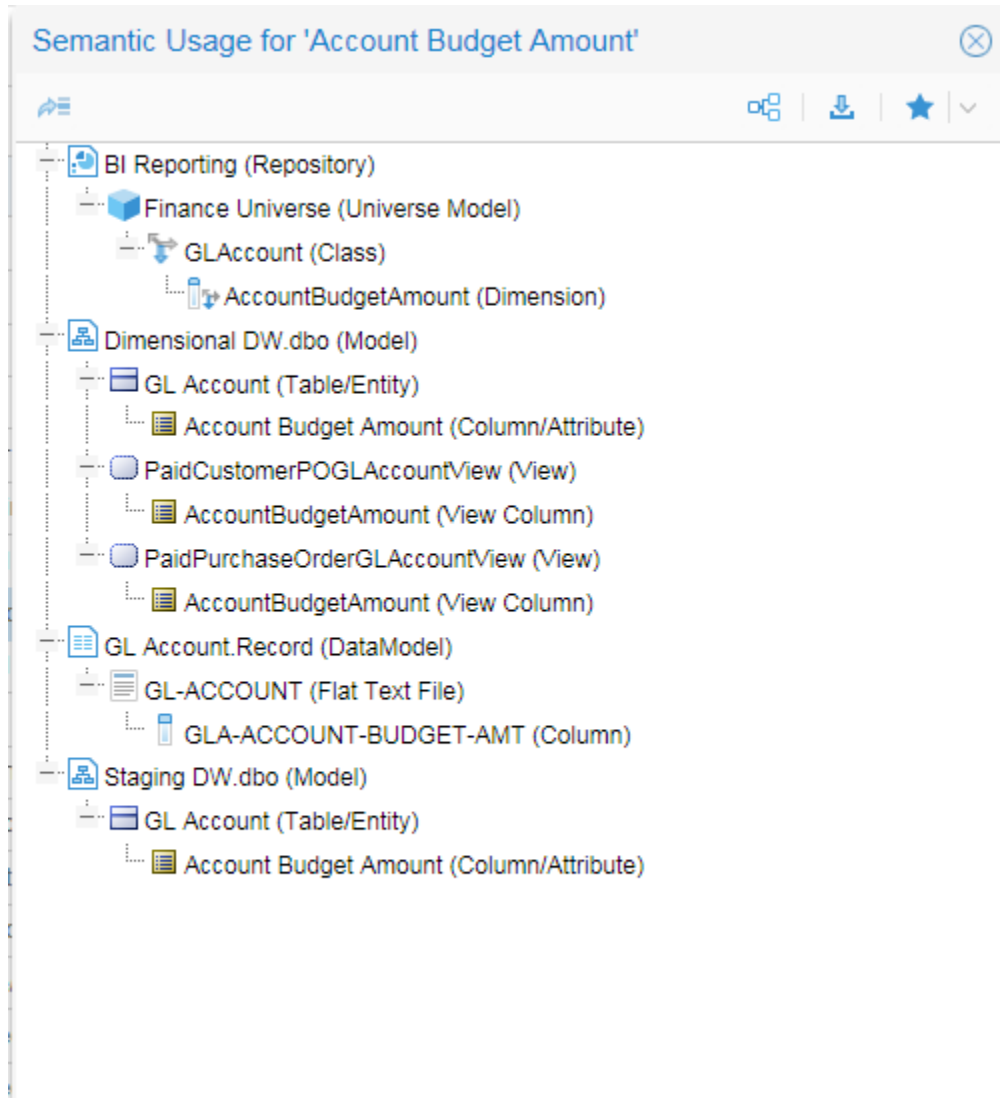 Semantic Usage for 'Account Budget Amount'
BI Reporting (Repository)
Finance Universe (Universe Model)
GLAccount (Class)
AccountBudgetAmount (Dimension)
Dimensional DW.dbo (Model)
GL Account (Table/Entity)
Account Budget Amount (Column/Attribute)
PaidCustomerPOGLAccountView (View)
AccountBudgetAmount (View Column)
PaidPurchaseOrderGLAccountView (View)
AccountBudgetAmount (View Column)
GL Account.Record (DataModel)
GL-ACCOUNT (Flat Text File)
GLA-ACCOUNT-BUDGET-AMT (Column)
Staging DW.dbo (Model)
GL Account (Table/Entity)
Account Budget Amount (Column/Attribute)